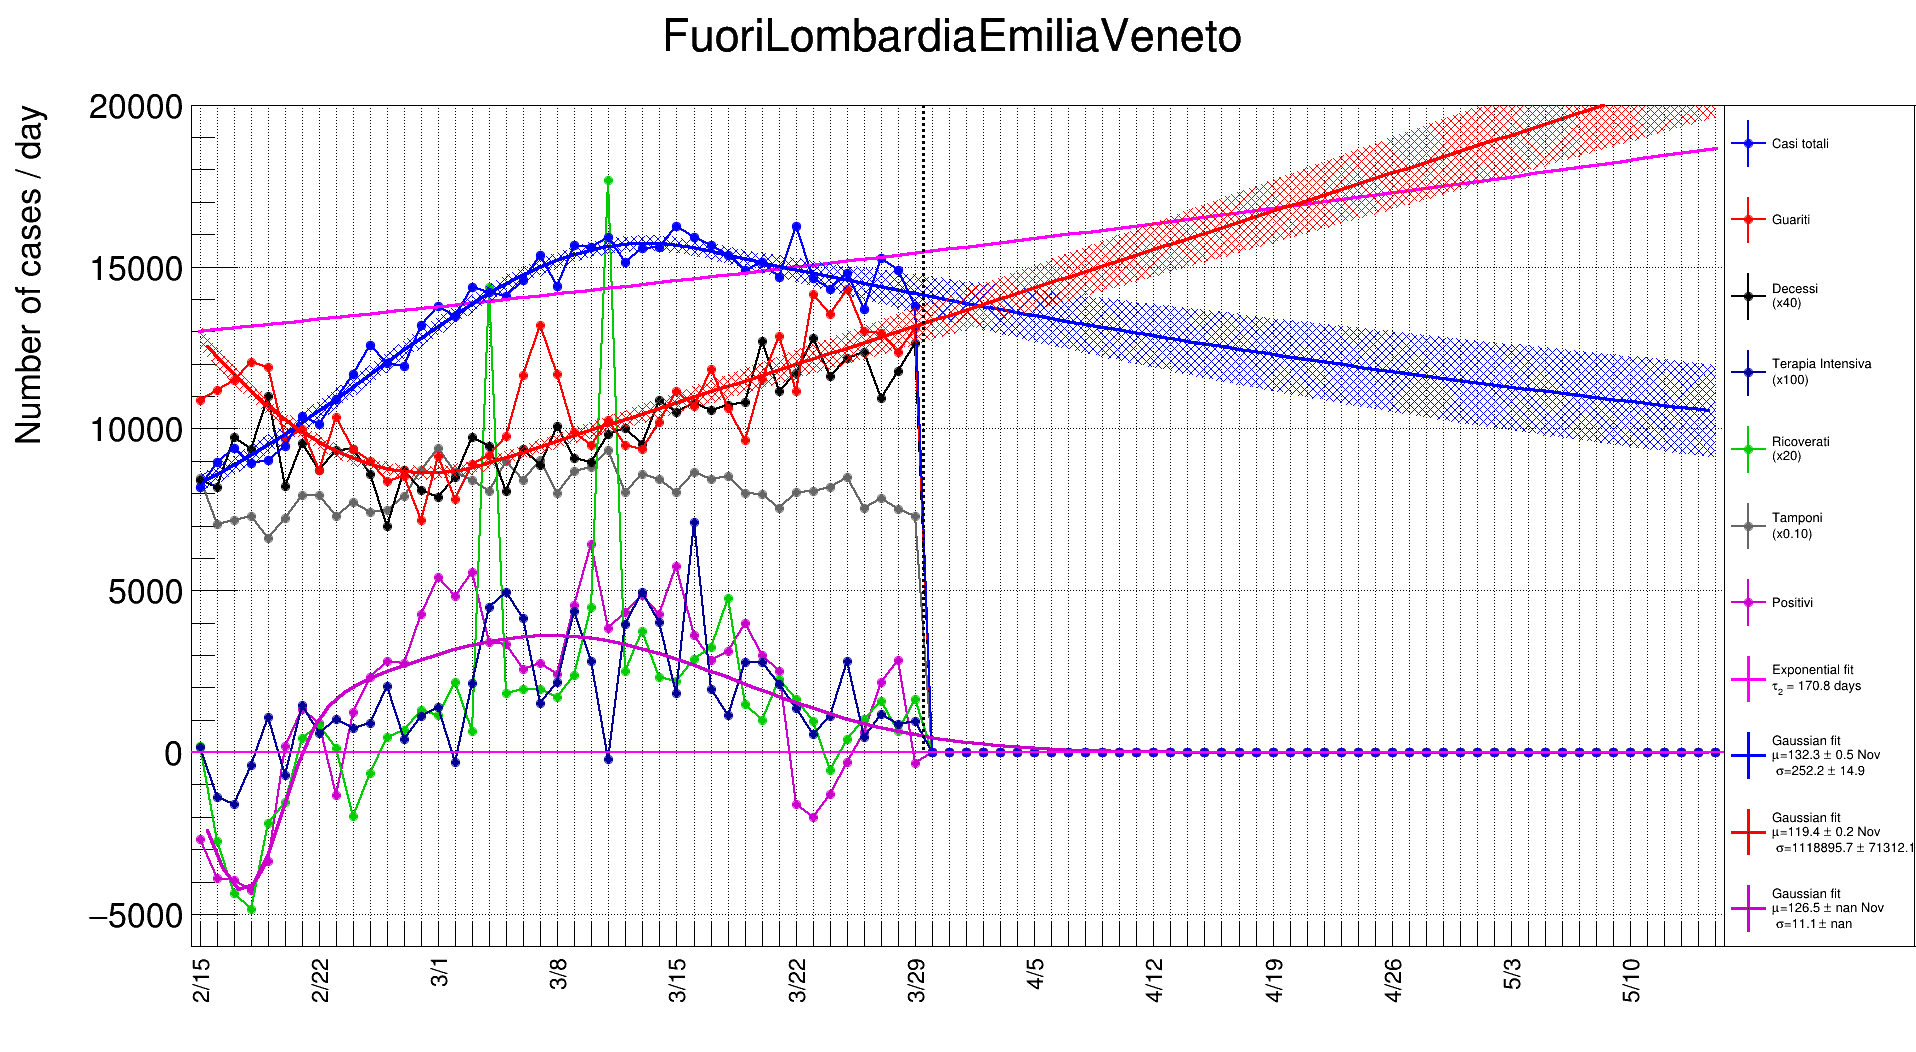 FuoriLombardiaEmiliaVeneto
Number of cases / day
20000
15000
10000
5000
0
−5000
2/15
2/22
3/1
3/8
3/15
3/22
3/29
4/5
4/12
4/19
4/26
5/3
5/10
Casi totali
Guariti
Decessi
(x40)
Terapia Intensiva
(x100)
Ricoverati
(x20)
Tamponi
(x0.10)
Positivi
Exponential fit
τ2 = 170.8 days
Gaussian fit
μ=132.3 ± 0.5 Nov
σ=252.2 ± 14.9
Gaussian fit
μ=119.4 ± 0.2 Nov
σ=1118895.7 ± 71312.1
Gaussian fit
μ=126.5 ± nan Nov
σ=11.1 ± nan